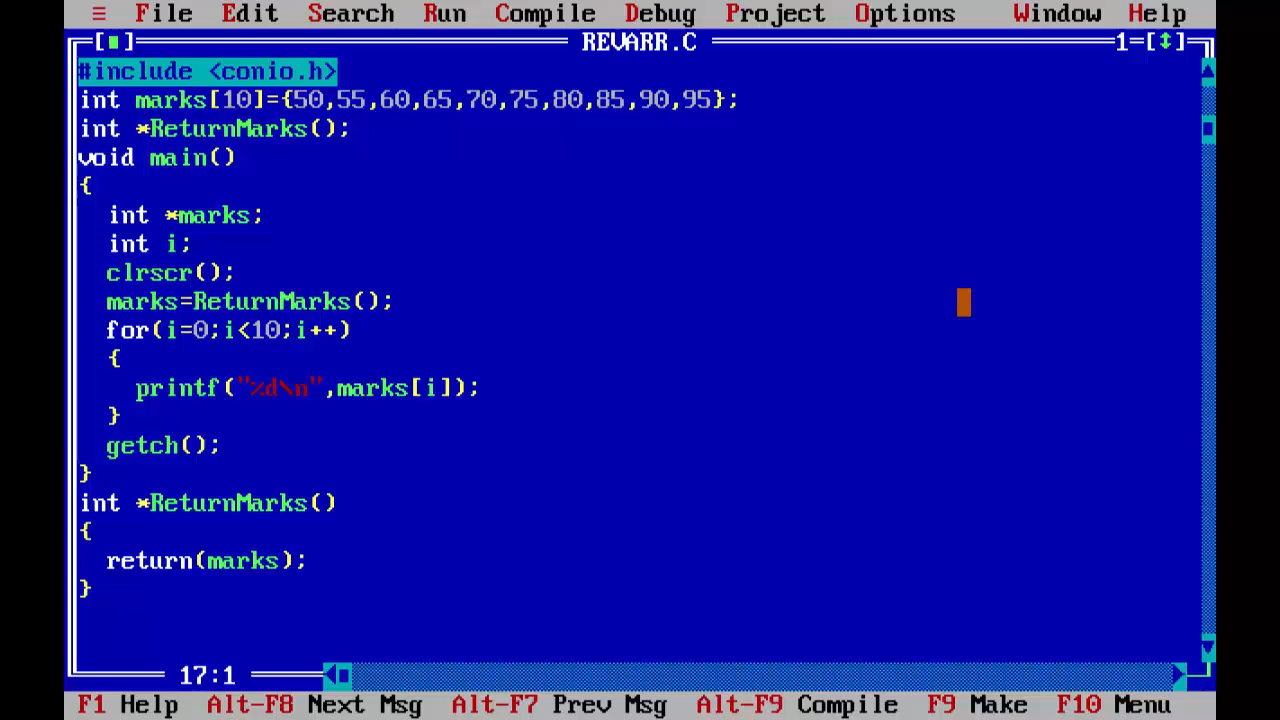 ≡ File Edit Search Run Compile Debug Project Options Window Help
[■] REVARR.C 1=[↕]
#include <conio.h>
int marks[10]={50,55,60,65,70,75,80,85,90,95};
int *ReturnMarks();
void main()
{
int *marks;
int i;
clrscr();
marks=ReturnMarks();
for(i=0;i<10;i++)
{
printf("%d\n",marks[i]);
}
getch();
}
int *ReturnMarks()
{
return(marks);
}
17:1
F1 Help Alt-F8 Next Msg Alt-F7 Prev Msg Alt-F9 Compile F9 Make F10 Menu